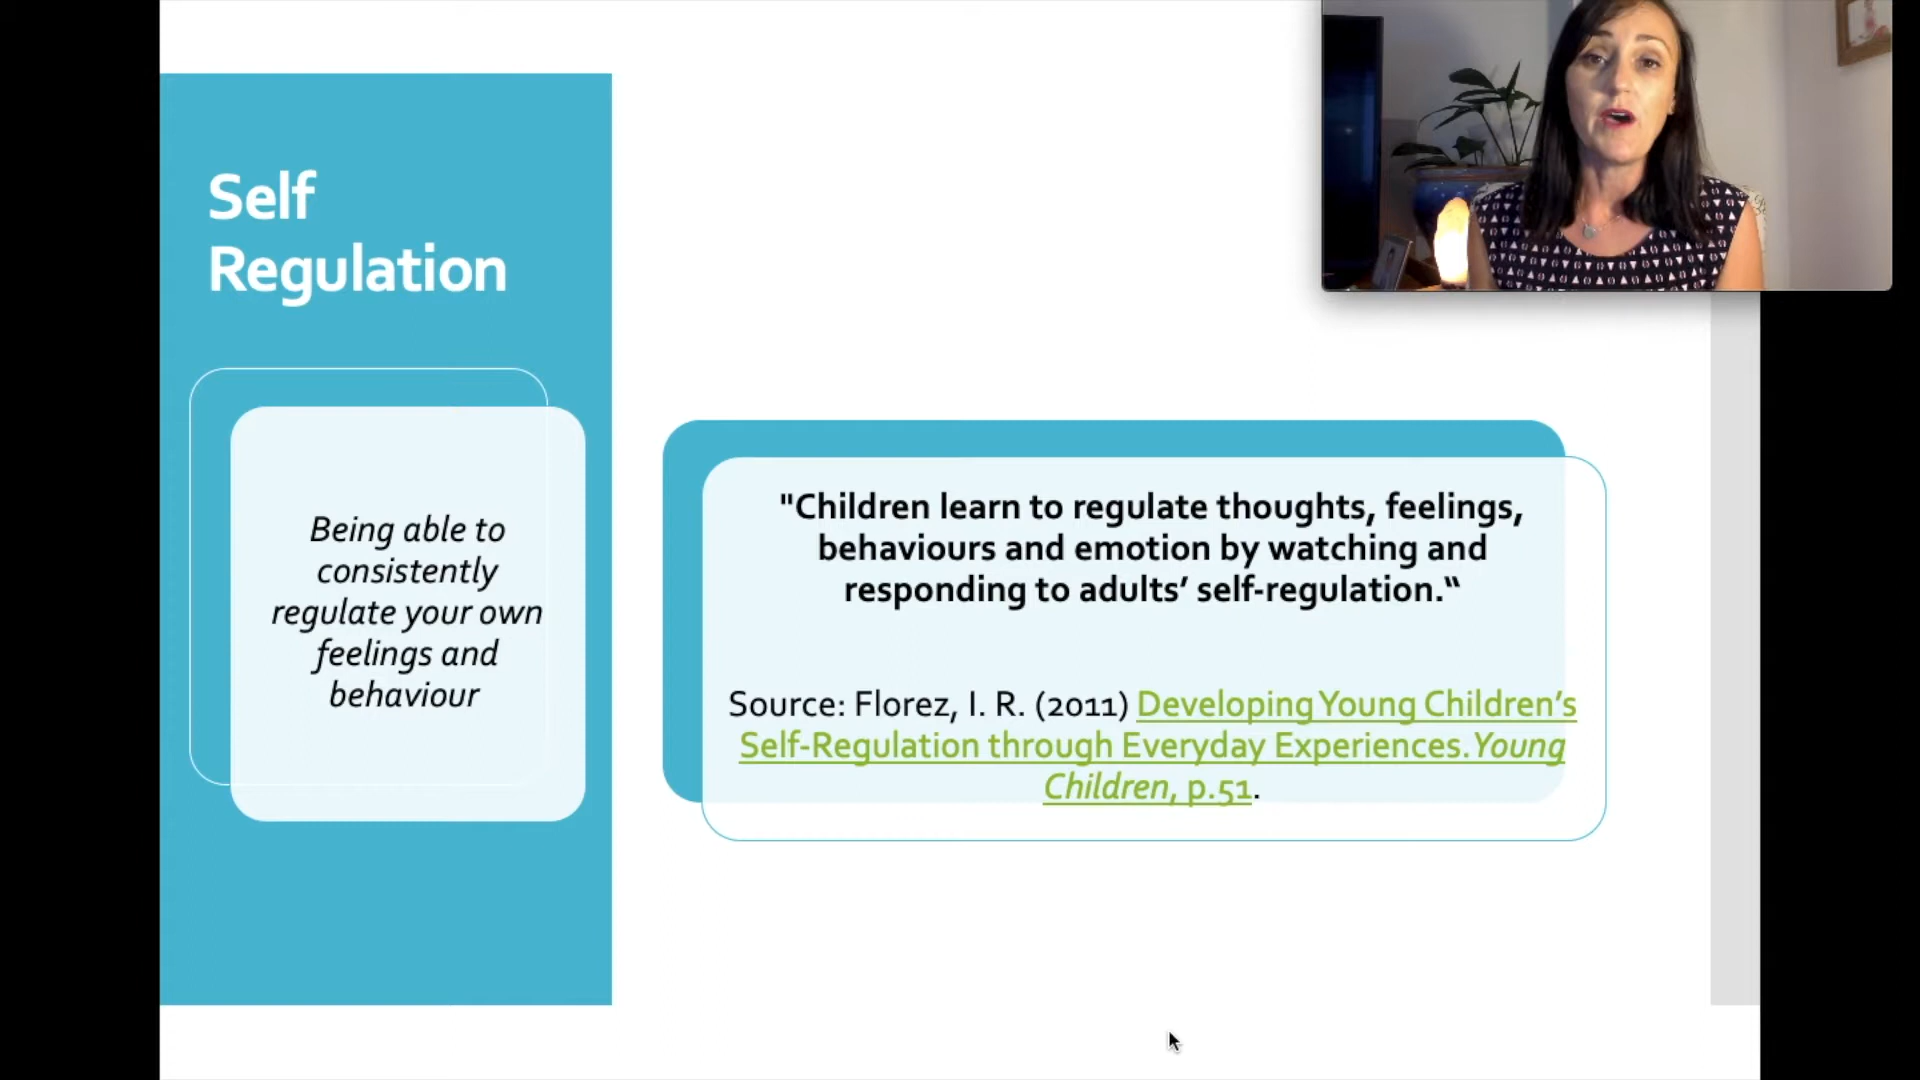 Self
Regulation
Being able to
consistently
regulate your own
feelings and
behaviour
"Children learn to regulate thoughts, feelings,
behaviours and emotion by watching and
responding to adults’ self-regulation.“
Source: Florez, I. R. (2011) Developing Young Children’s
Self-Regulation through Everyday Experiences. Young
Children, p.51.